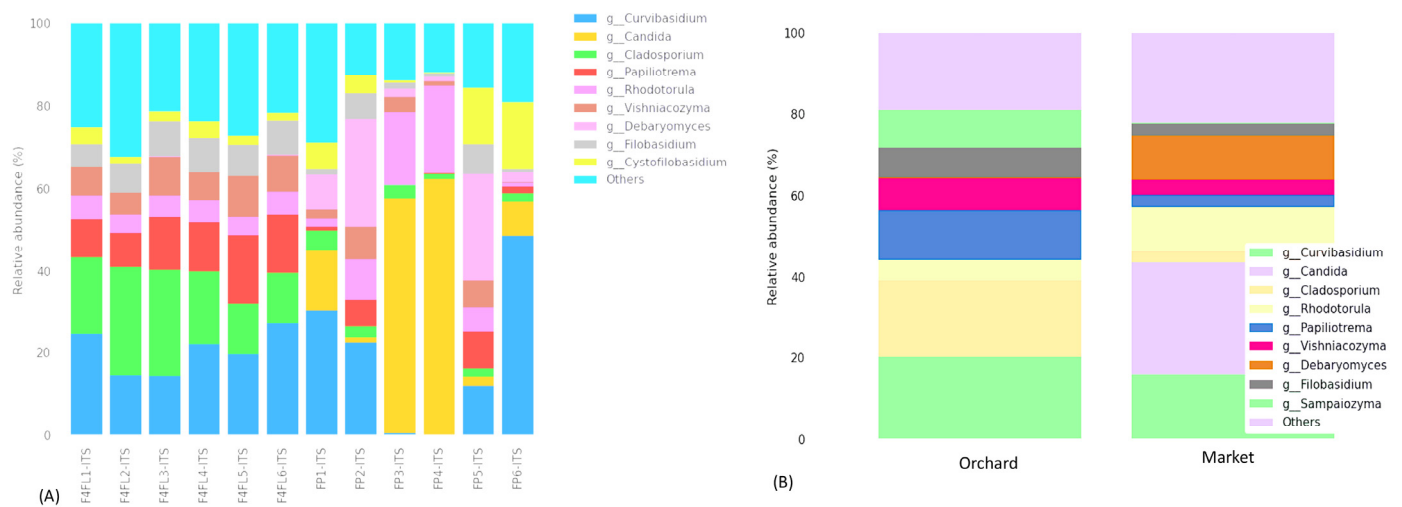 100
80
60
40
20
0
Relative abundance (%)
F4FL1-ITS
F4FL2-ITS
F4FL3-ITS
F4FL4-ITS
F4FL5-ITS
F4FL6-ITS
FP1-ITS
FP2-ITS
FP3-ITS
FP4-ITS
FP5-ITS
FP6-ITS
(A)
g__Curvibasidium
g__Candida
g__Cladosporium
g__Papiliotrema
g__Rhodotorula
g__Vishniacozyma
g__Debaryomyces
g__Filobasidium
g__Cystofilobasidium
Others
100
80
60
40
20
0
Relative abundance (%)
Orchard
Market
(B)
g__Curvibasidium
g__Candida
g__Cladosporium
g__Rhodotorula
g__Papiliotrema
g__Vishniacozyma
g__Debaryomyces
g__Filobasidium
g__Sampaiozyma
Others